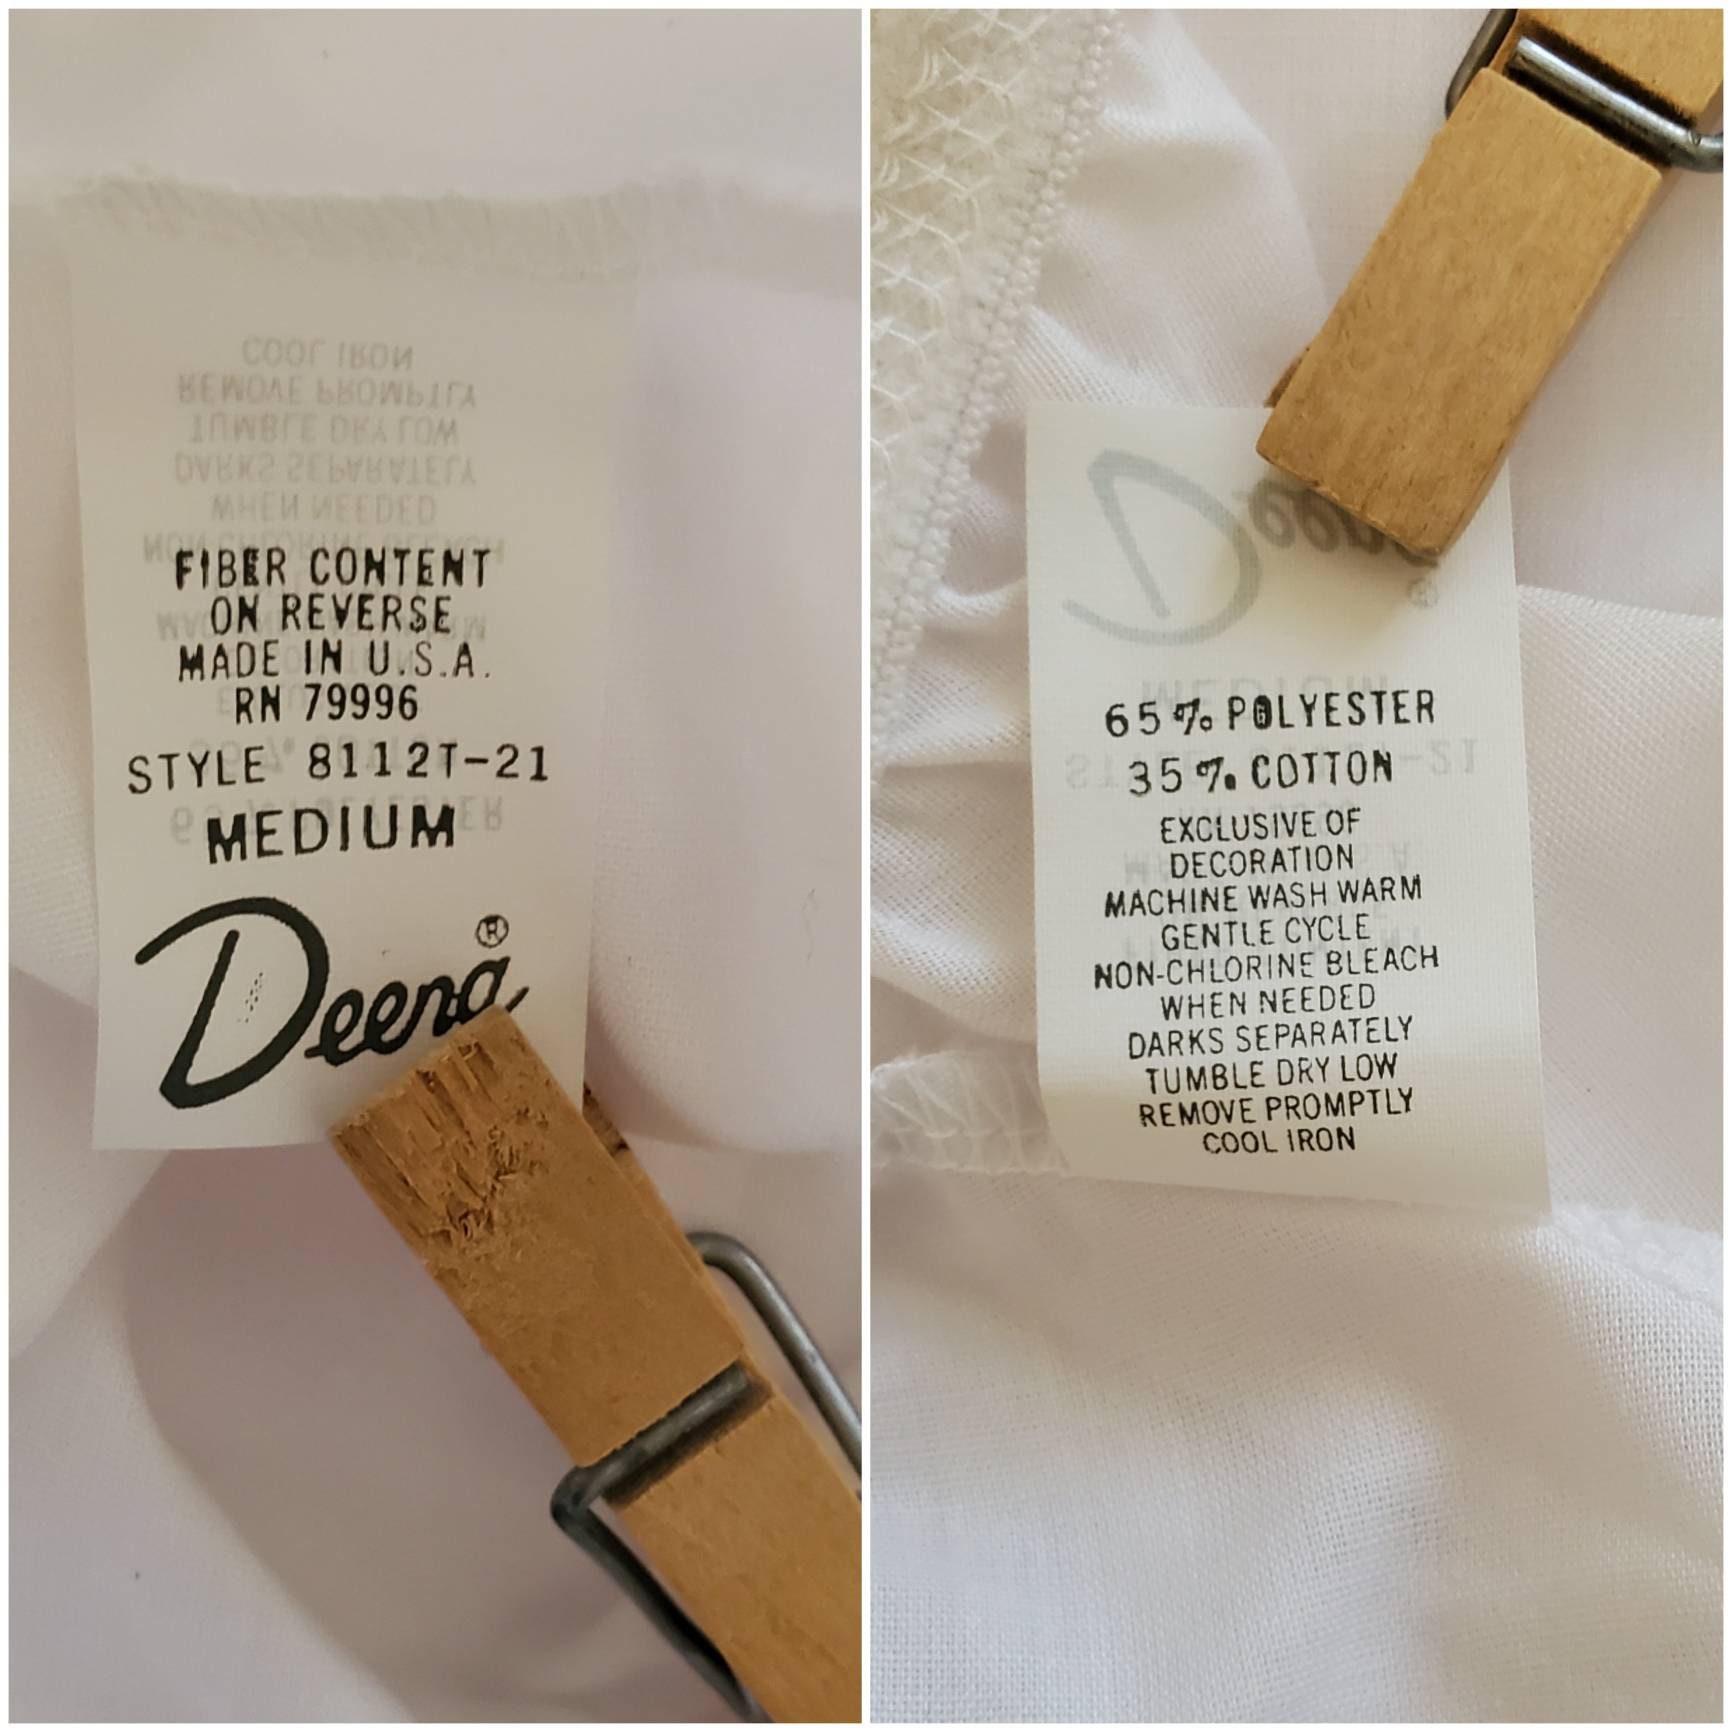 FIBER CONTENT
ON REVERSE
MADE IN U.S.A.
RN 79996
STYLE 8112T-21
MEDIUM
Deena®
65% POLYESTER
35% COTTON
EXCLUSIVE OF
DECORATION
MACHINE WASH WARM
GENTLE CYCLE
NON-CHLORINE BLEACH
WHEN NEEDED
DARKS SEPARATELY
TUMBLE DRY LOW
REMOVE PROMPTLY
COOL IRON